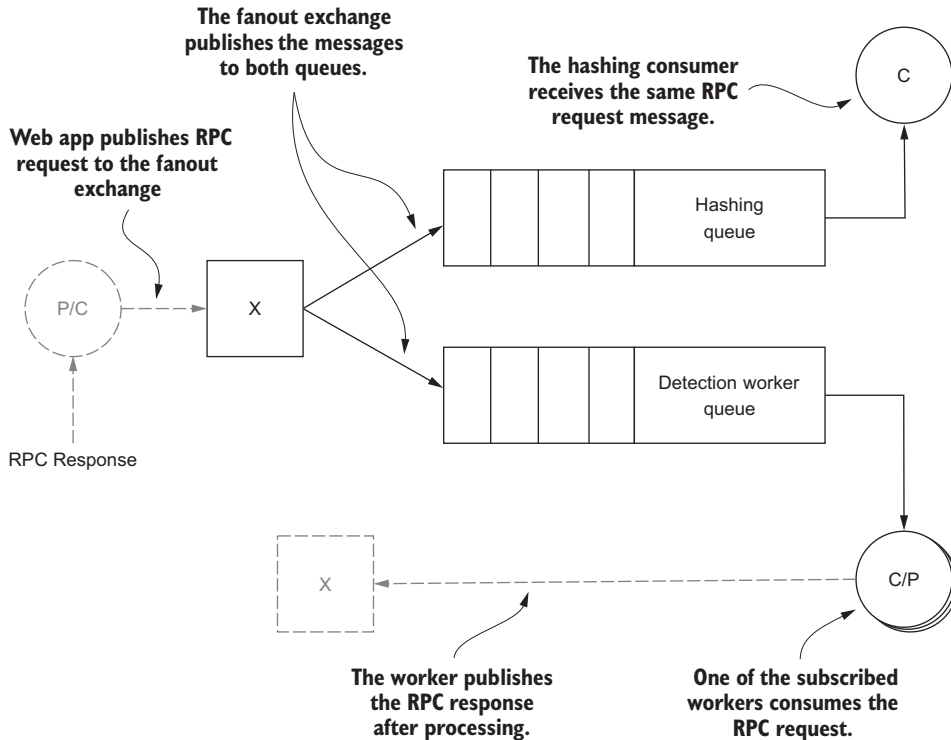 The fanout exchange
publishes the messages
to both queues.
The hashing consumer
receives the same RPC
request message.
C
Web app publishes RPC
request to the fanout
exchange
Hashing
queue
P/C
X
Detection worker
queue
RPC Response
X
C/P
The worker publishes
the RPC response
after processing.
One of the subscribed
workers consumes the
RPC request.